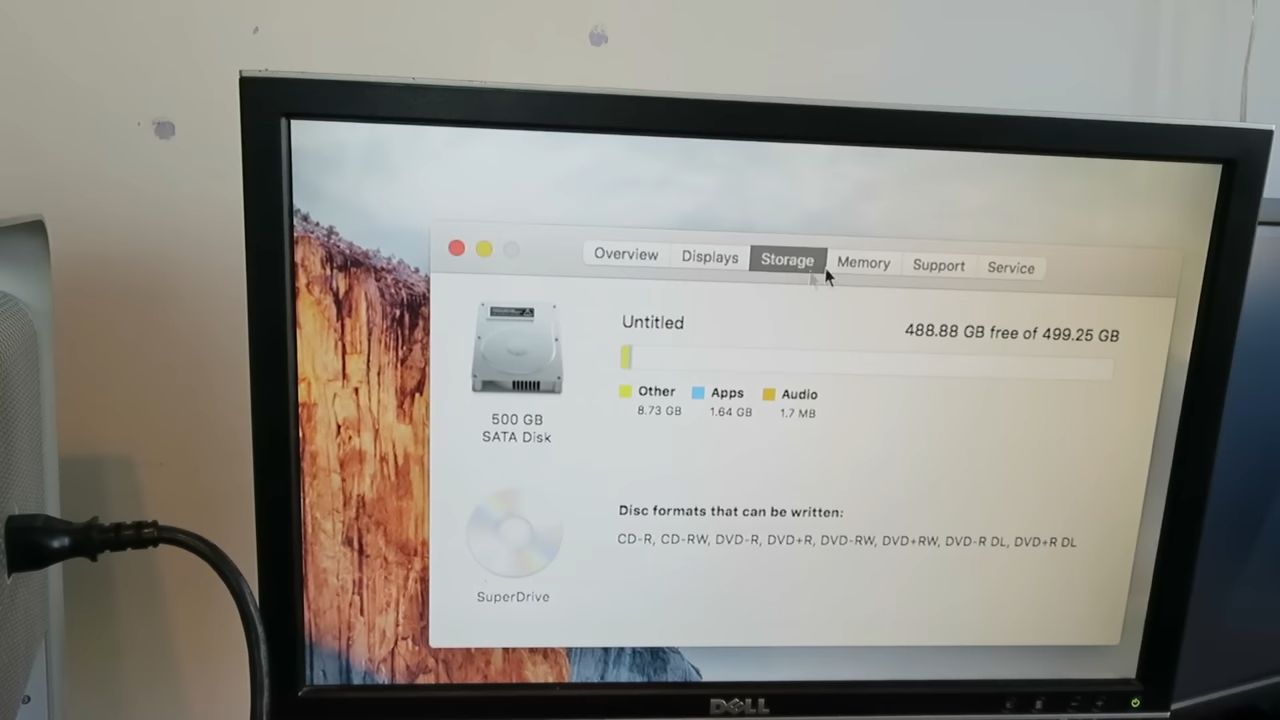 Overview Displays Storage Memory Support Service
Untitled
488.88 GB free of 499.25 GB
Other Apps Audio
8.73 GB 1.64 GB 1.7 MB
500 GB
SATA Disk
Disc formats that can be written:
CD-R, CD-RW, DVD-R, DVD+R, DVD-RW, DVD+RW, DVD-R DL, DVD+R DL
SuperDrive
DELL